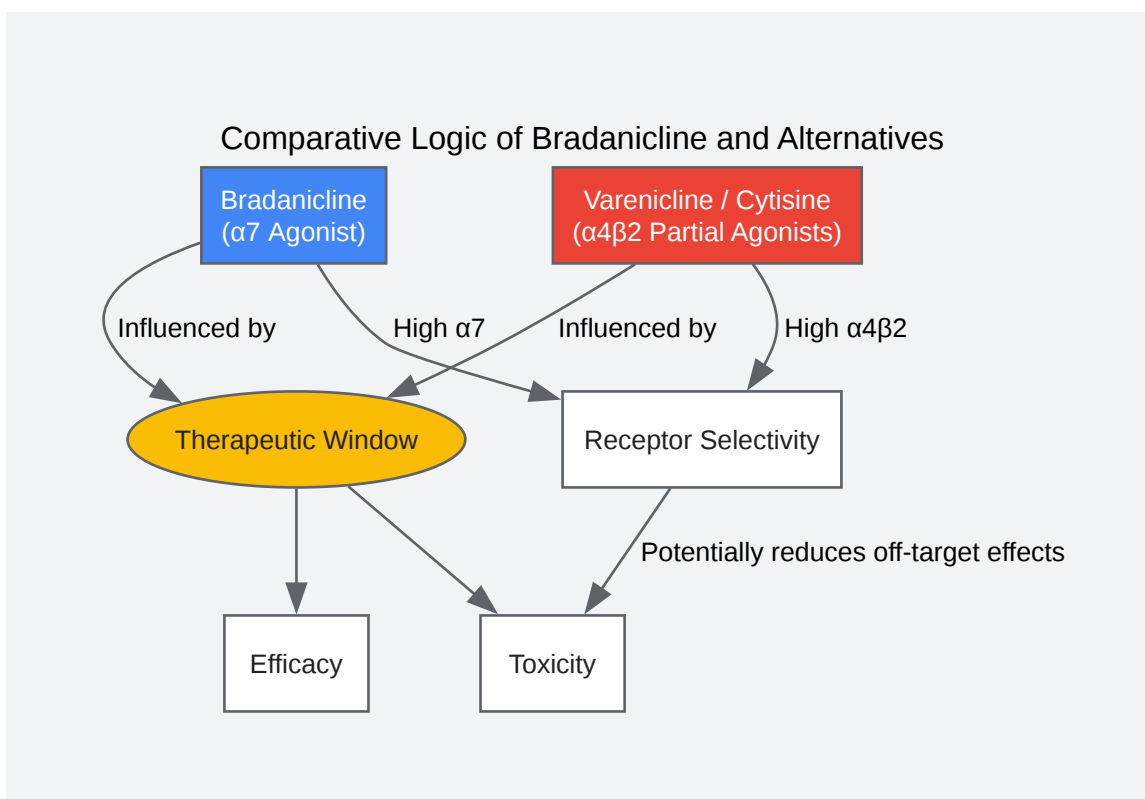 Comparative Logic of Bradanicline and Alternatives
Bradanicline
(α7 Agonist)
Varenicline / Cytisine
(α4β2 Partial Agonists)
Influenced by
High α7
Influenced by
High α4β2
Therapeutic Window
Receptor Selectivity
Potentially reduces off-target effects
Efficacy
Toxicity